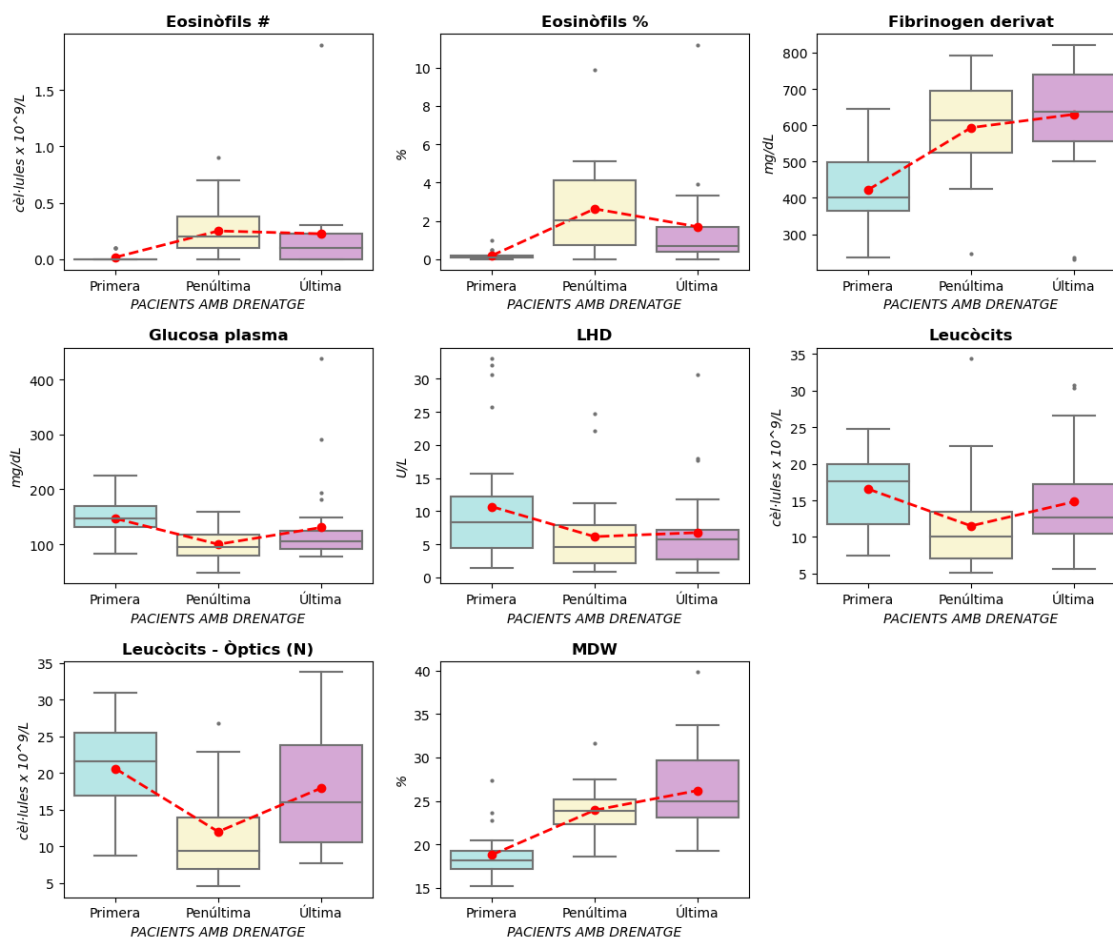 Eosinòfils #
cèl·lules x 10^9/L
1.5
1.0
0.5
0.0
Primera Penúltima Última
PACIENTS AMB DRENATGE
Eosinòfils %
%
10
8
6
4
2
0
Primera Penúltima Última
PACIENTS AMB DRENATGE
Fibrinogen derivat
mg/dL
800
700
600
500
400
300
Primera Penúltima Última
PACIENTS AMB DRENATGE
Glucosa plasma
mg/dL
400
300
200
100
Primera Penúltima Última
PACIENTS AMB DRENATGE
LHD
U/L
30
25
20
15
10
5
0
Primera Penúltima Última
PACIENTS AMB DRENATGE
Leucòcits
cèl·lules x 10^9/L
35
30
25
20
15
10
5
Primera Penúltima Última
PACIENTS AMB DRENATGE
Leucòcits - Òptics (N)
cèl·lules x 10^9/L
35
30
25
20
15
10
5
Primera Penúltima Última
PACIENTS AMB DRENATGE
MDW
%
40
35
30
25
20
15
Primera Penúltima Última
PACIENTS AMB DRENATGE